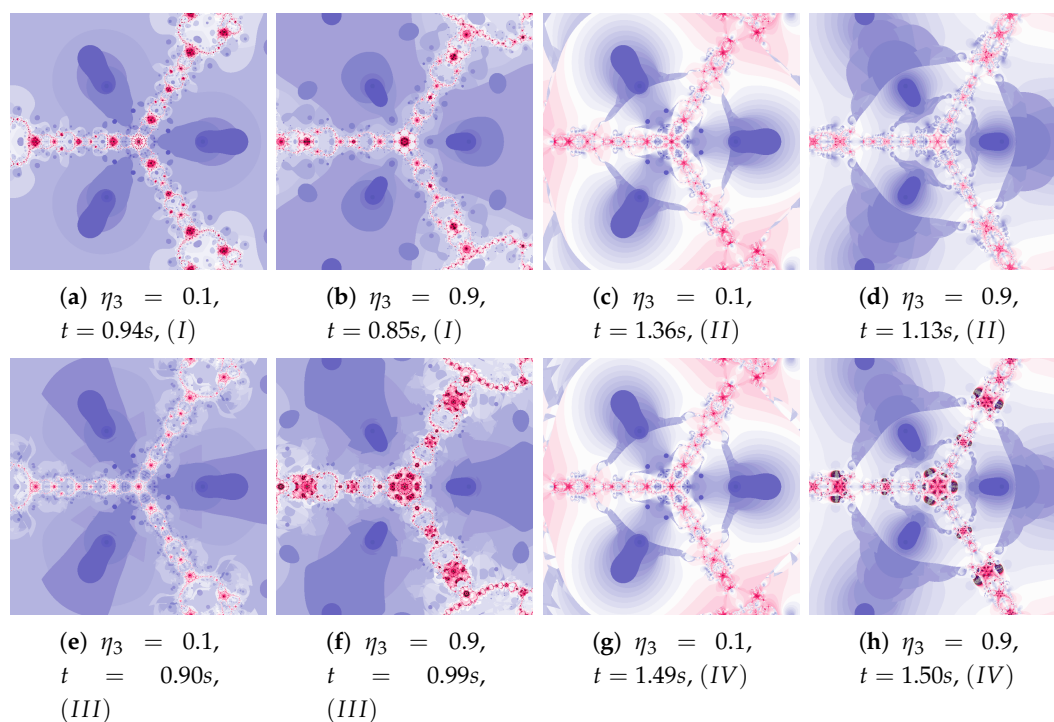 (a) η₃ = 0.1,
t = 0.94s, (I)
(b) η₃ = 0.9,
t = 0.85s, (I)
(c) η₃ = 0.1,
t = 1.36s, (II)
(d) η₃ = 0.9,
t = 1.13s, (II)
(e) η₃ = 0.1,
t = 0.90s,
(III)
(f) η₃ = 0.9,
t = 0.99s,
(III)
(g) η₃ = 0.1,
t = 1.49s, (IV)
(h) η₃ = 0.9,
t = 1.50s, (IV)